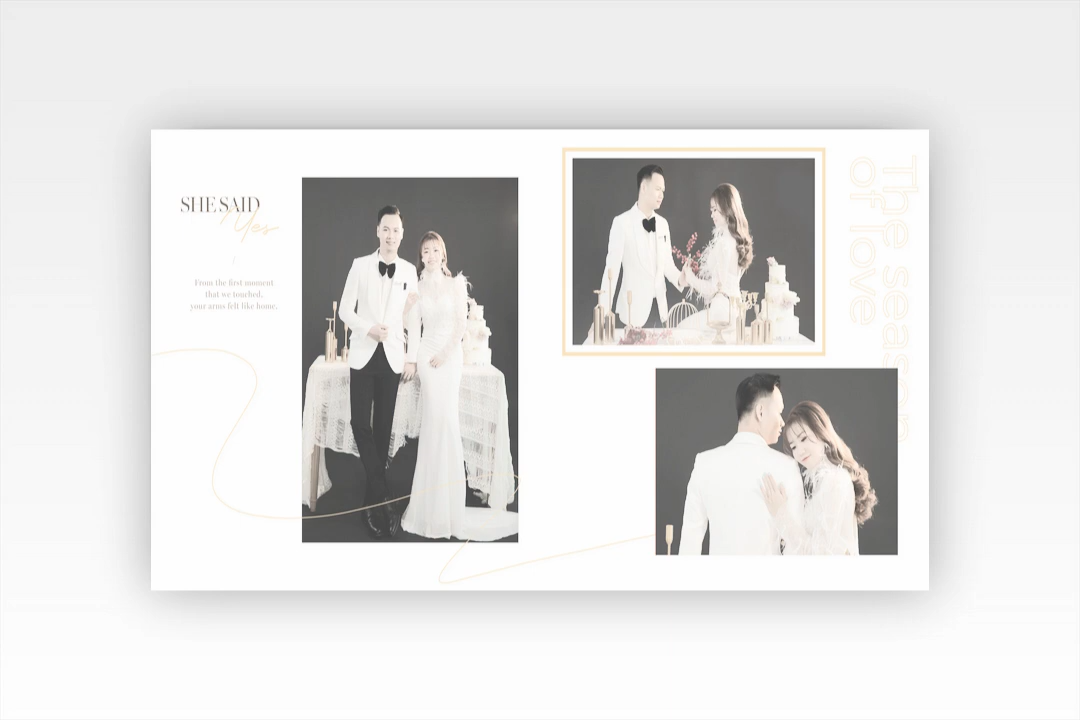 SHE SAID
Yes
From the first moment
that we touched,
your arms felt like home.
The season
of love